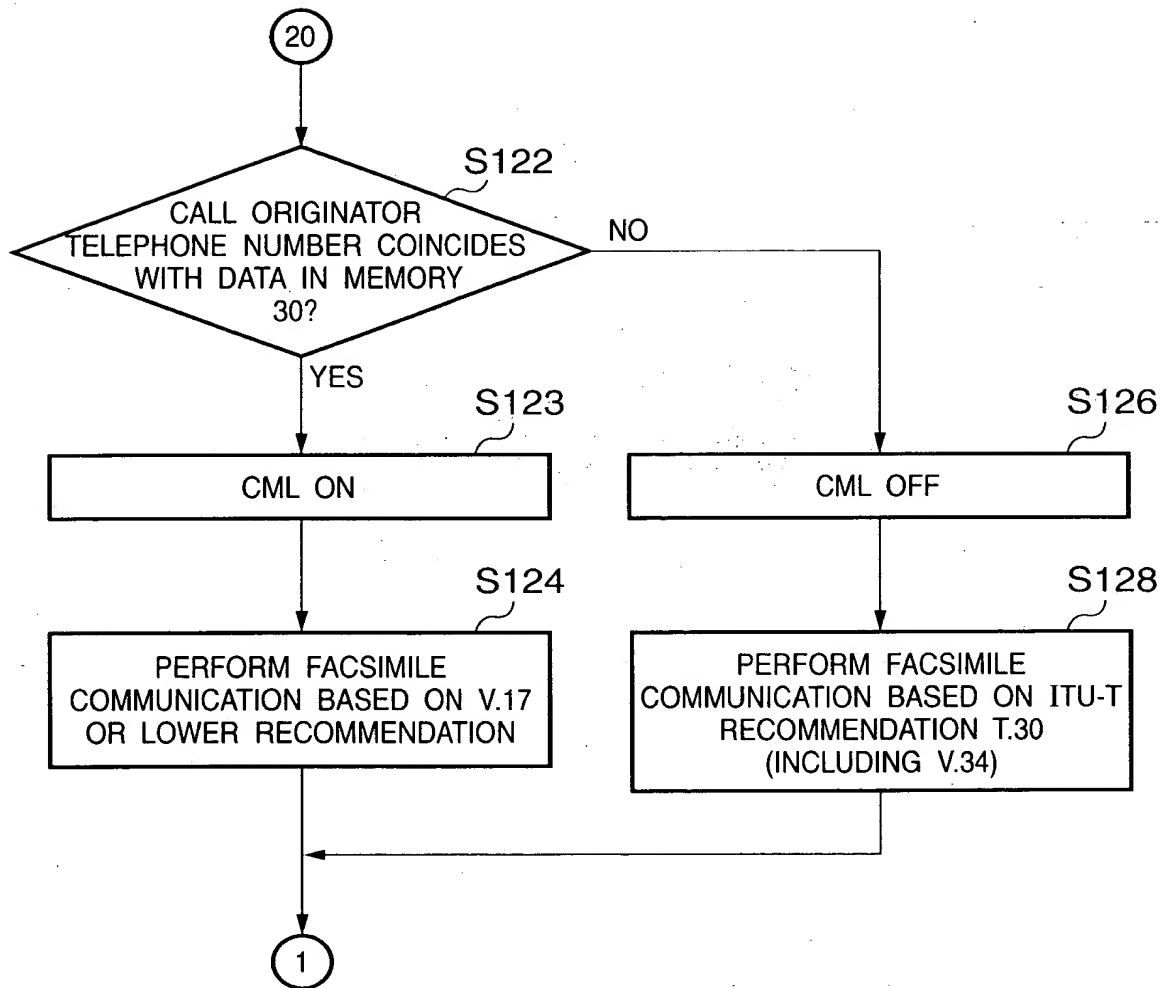 20
S122
CALL ORIGINATOR
TELEPHONE NUMBER COINCIDES
WITH DATA IN MEMORY
30?
NO
YES
S123
CML ON
S126
CML OFF
S124
PERFORM FACSIMILE
COMMUNICATION BASED ON V.17
OR LOWER RECOMMENDATION
S128
PERFORM FACSIMILE
COMMUNICATION BASED ON ITU-T
RECOMMENDATION T.30
(INCLUDING V.34)
1